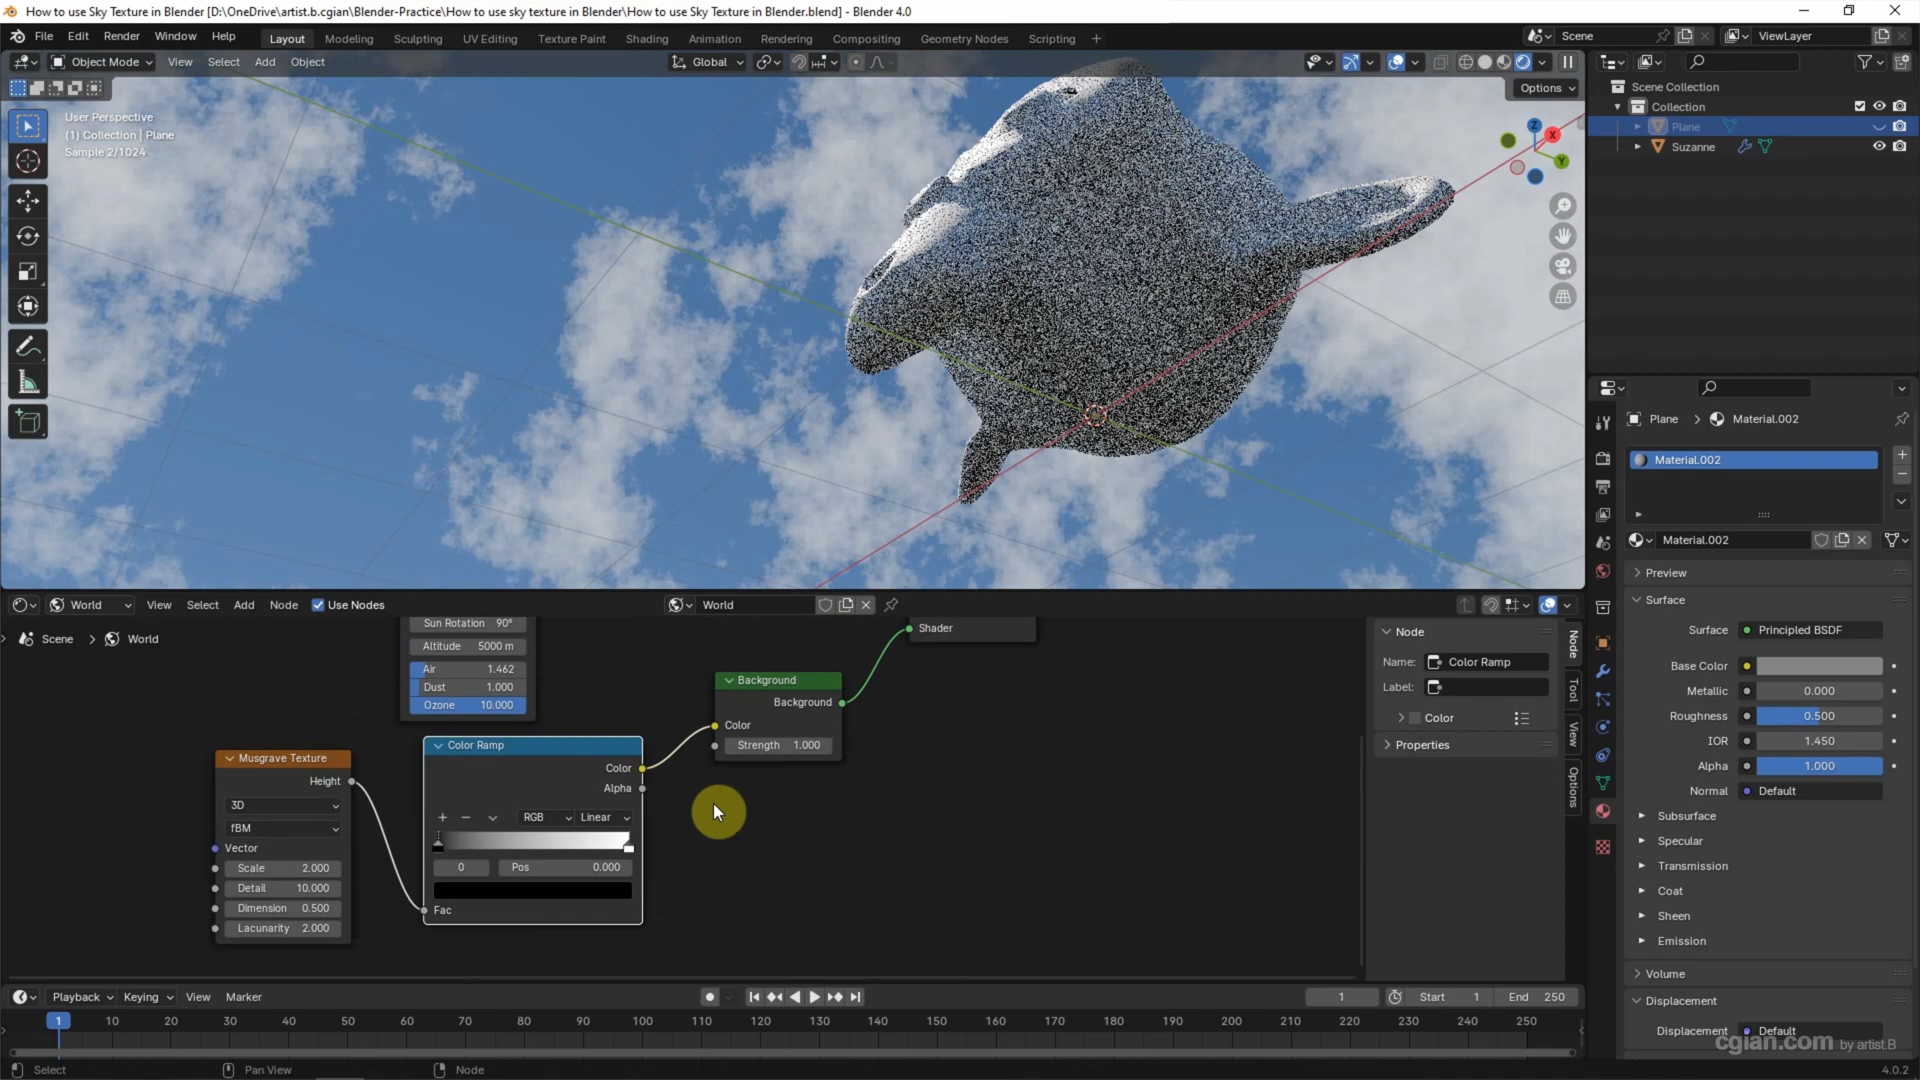 How to use Sky Texture in Blender [D:\OneDrive\artist.b.cgian\Blender-Practice\How to use sky texture in Blender\How to use Sky Texture in Blender.blend] - Blender 4.0
File Edit Render Window Help Layout Modeling Sculpting UV Editing Texture Paint Shading Animation Rendering Compositing Geometry Nodes Scripting + Scene ViewLayer
Object Mode View Select Add Object Global
Options
User Perspective
(1) Collection | Plane
Sample 2/1024
Z X Y
Scene Collection
Collection
Plane
Suzanne
Plane > Material.002
Material.002
Material.002
Preview
Surface
Surface Principled BSDF
Base Color
Metallic 0.000
Roughness 0.500
IOR 1.450
Alpha 1.000
Normal Default
Subsurface
Specular
Transmission
Coat
Sheen
Emission
Volume
Displacement
Displacement Default
World View Select Add Node Use Nodes World
Scene > World
Sun Rotation 90°
Altitude 5000 m
Air 1.462
Dust 1.000
Ozone 10.000
Shader
Background
Background
Color
Strength 1.000
Musgrave Texture
Height
3D
fBM
Vector
Scale 2.000
Detail 10.000
Dimension 0.500
Lacunarity 2.000
Color Ramp
Color
Alpha
RGB Linear
0 Pos 0.000
Fac
Node
Name: Color Ramp
Label:
Color
Properties
Node
Tool
View
Options
Playback Keying View Marker 1 Start 1 End 250
1 10 20 30 40 50 60 70 80 90 100 110 120 130 140 150 160 170 180 190 200 210 220 230 240 250
Select Pan View Node 4.0.2
cgian.com by artist.B